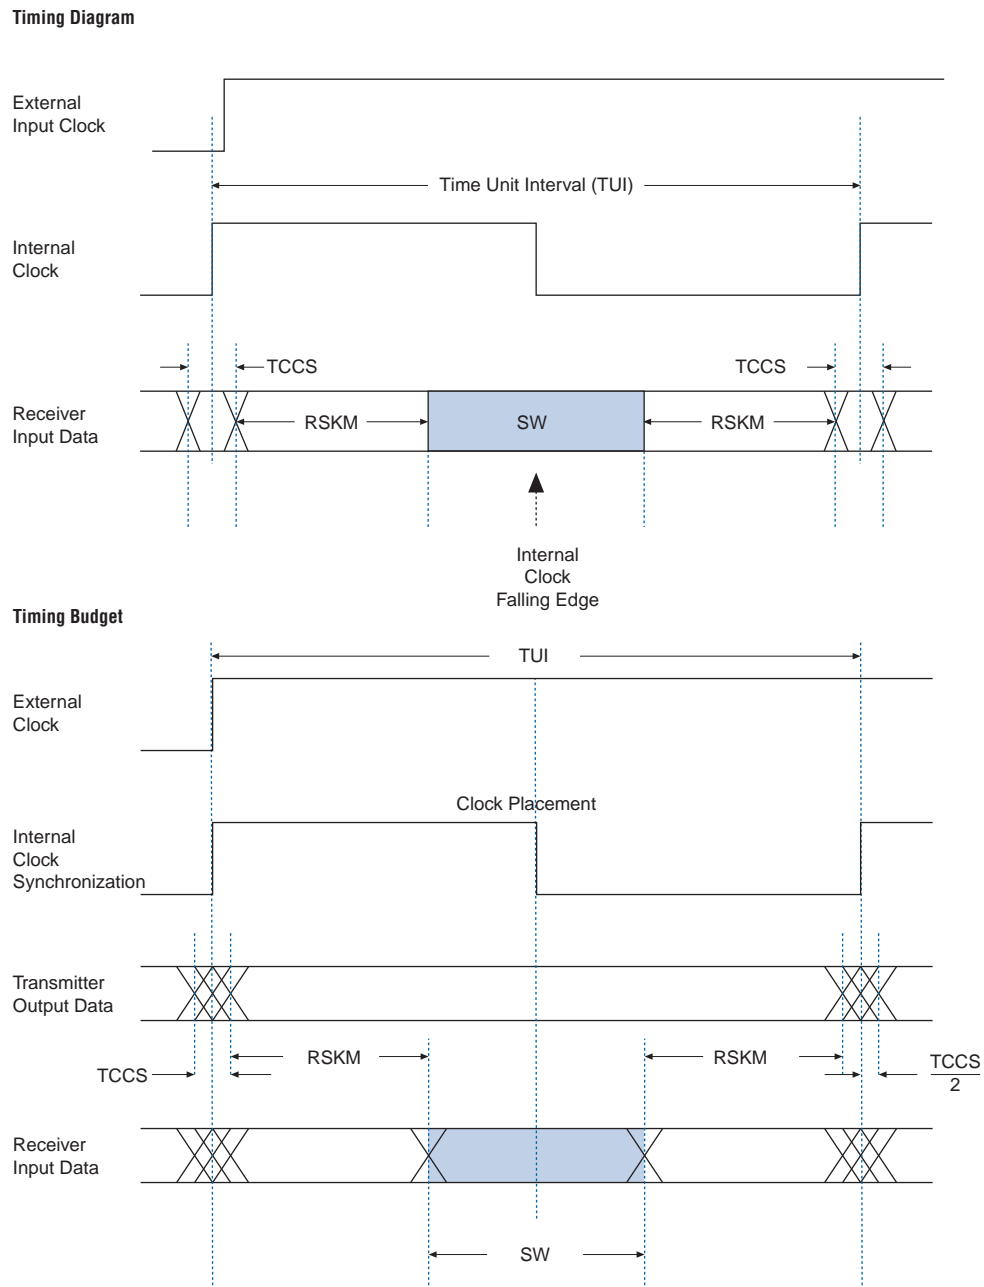 Timing Diagram
External
Input Clock
Time Unit Interval (TUI)
Internal
Clock
TCCS
TCCS
Receiver
Input Data
RSKM
SW
RSKM
Internal
Clock
Falling Edge
Timing Budget
TUI
External
Clock
Clock Placement
Internal
Clock
Synchronization
Transmitter
Output Data
RSKM
RSKM
TCCS
TCCS
2
Receiver
Input Data
SW